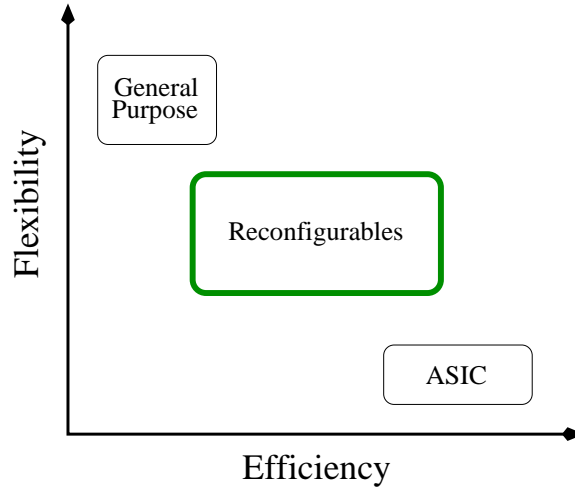 General
Purpose
Flexibility
Reconfigurables
ASIC
Efficiency